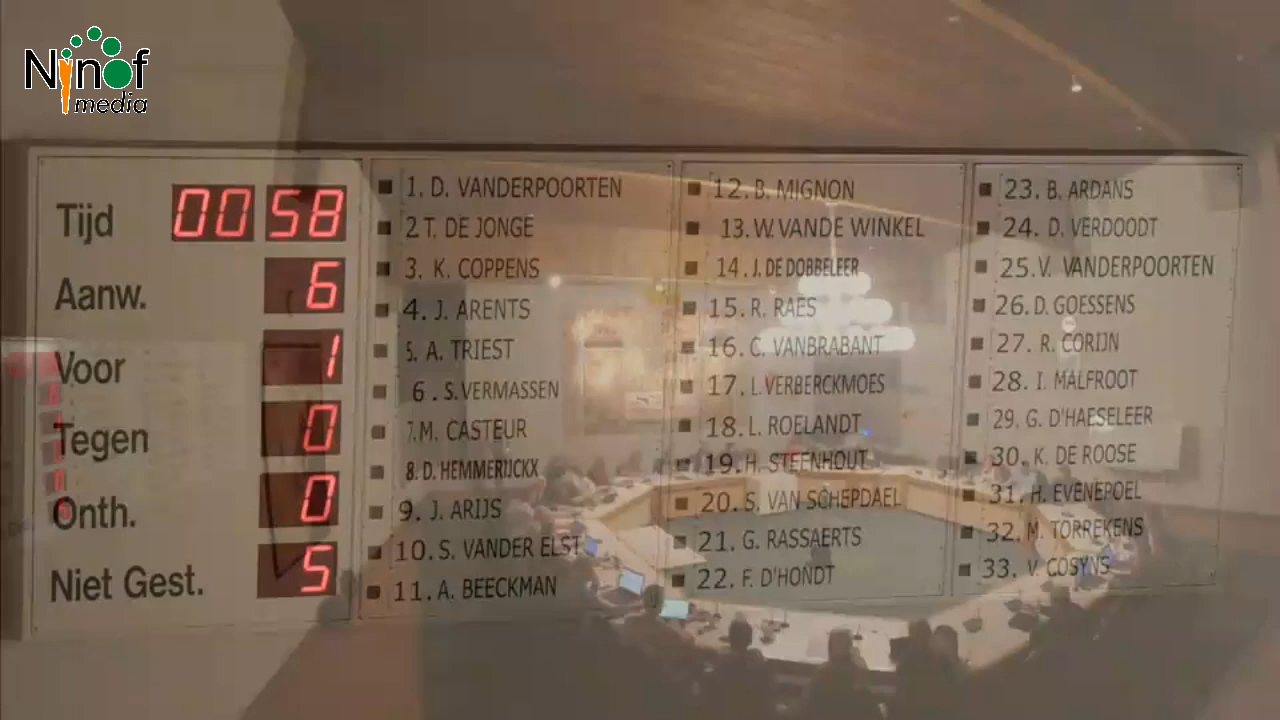 Ninof
media
Tijd 00 58
Aanw. 6
Voor 1
Tegen 0
Onth. 0
Niet Gest. 5
1. D. VANDERPOORTEN
2 T. DE JONGE
3. K. COPPENS
4. J. ARENTS
5. A. TRIEST
6. S. VERMASSEN
7. M. CASTEUR
8. D. HEMMERIJCKX
9. J. ARIJS
10. S. VANDER ELST
11. A. BEECKMAN
12. B. MIGNON
13. W. VANDE WINKEL
14. J. DE DOBBELEER
15. R. RAES
16. C. VANBRABANT
17. L. VERBERCKMOES
18. L. ROELANDT
19. H. STEENHOUT
20. S. VAN SCHEPDAEL
21. G. RASSAERTS
22. F. D'HONDT
23. B. ARDANS
24. D. VERDOODT
25. V. VANDERPOORTEN
26. D. GOESSENS
27. R. CORIJN
28. I. MALFROOT
29. G. D'HAESELEER
30. K. DE ROOSE
31. H. EVENEPOEL
32. M. TORREKENS
33. V. COSYNS